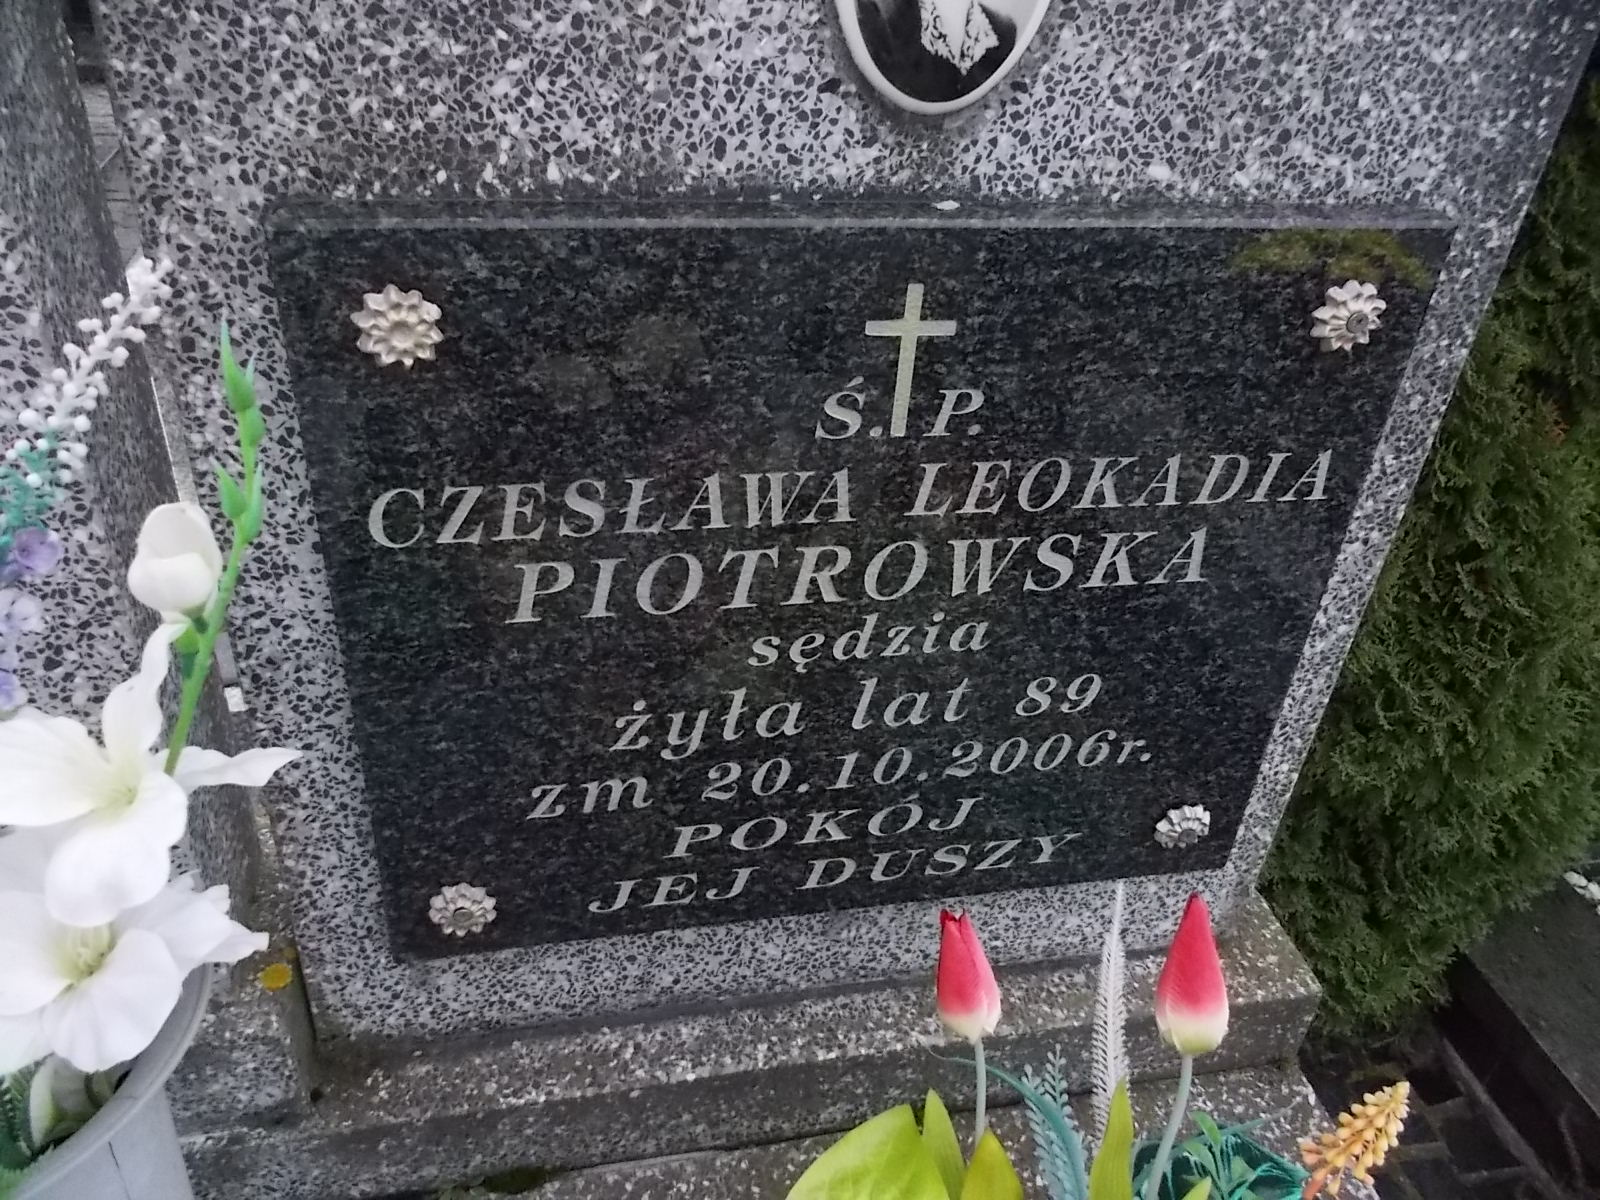 Ś. P.
CZESŁAWA LEOKADIA
PIOTROWSKA
sędzia
żyła lat 89
zm 20.10.2006r.
POKÓJ
JEJ DUSZY